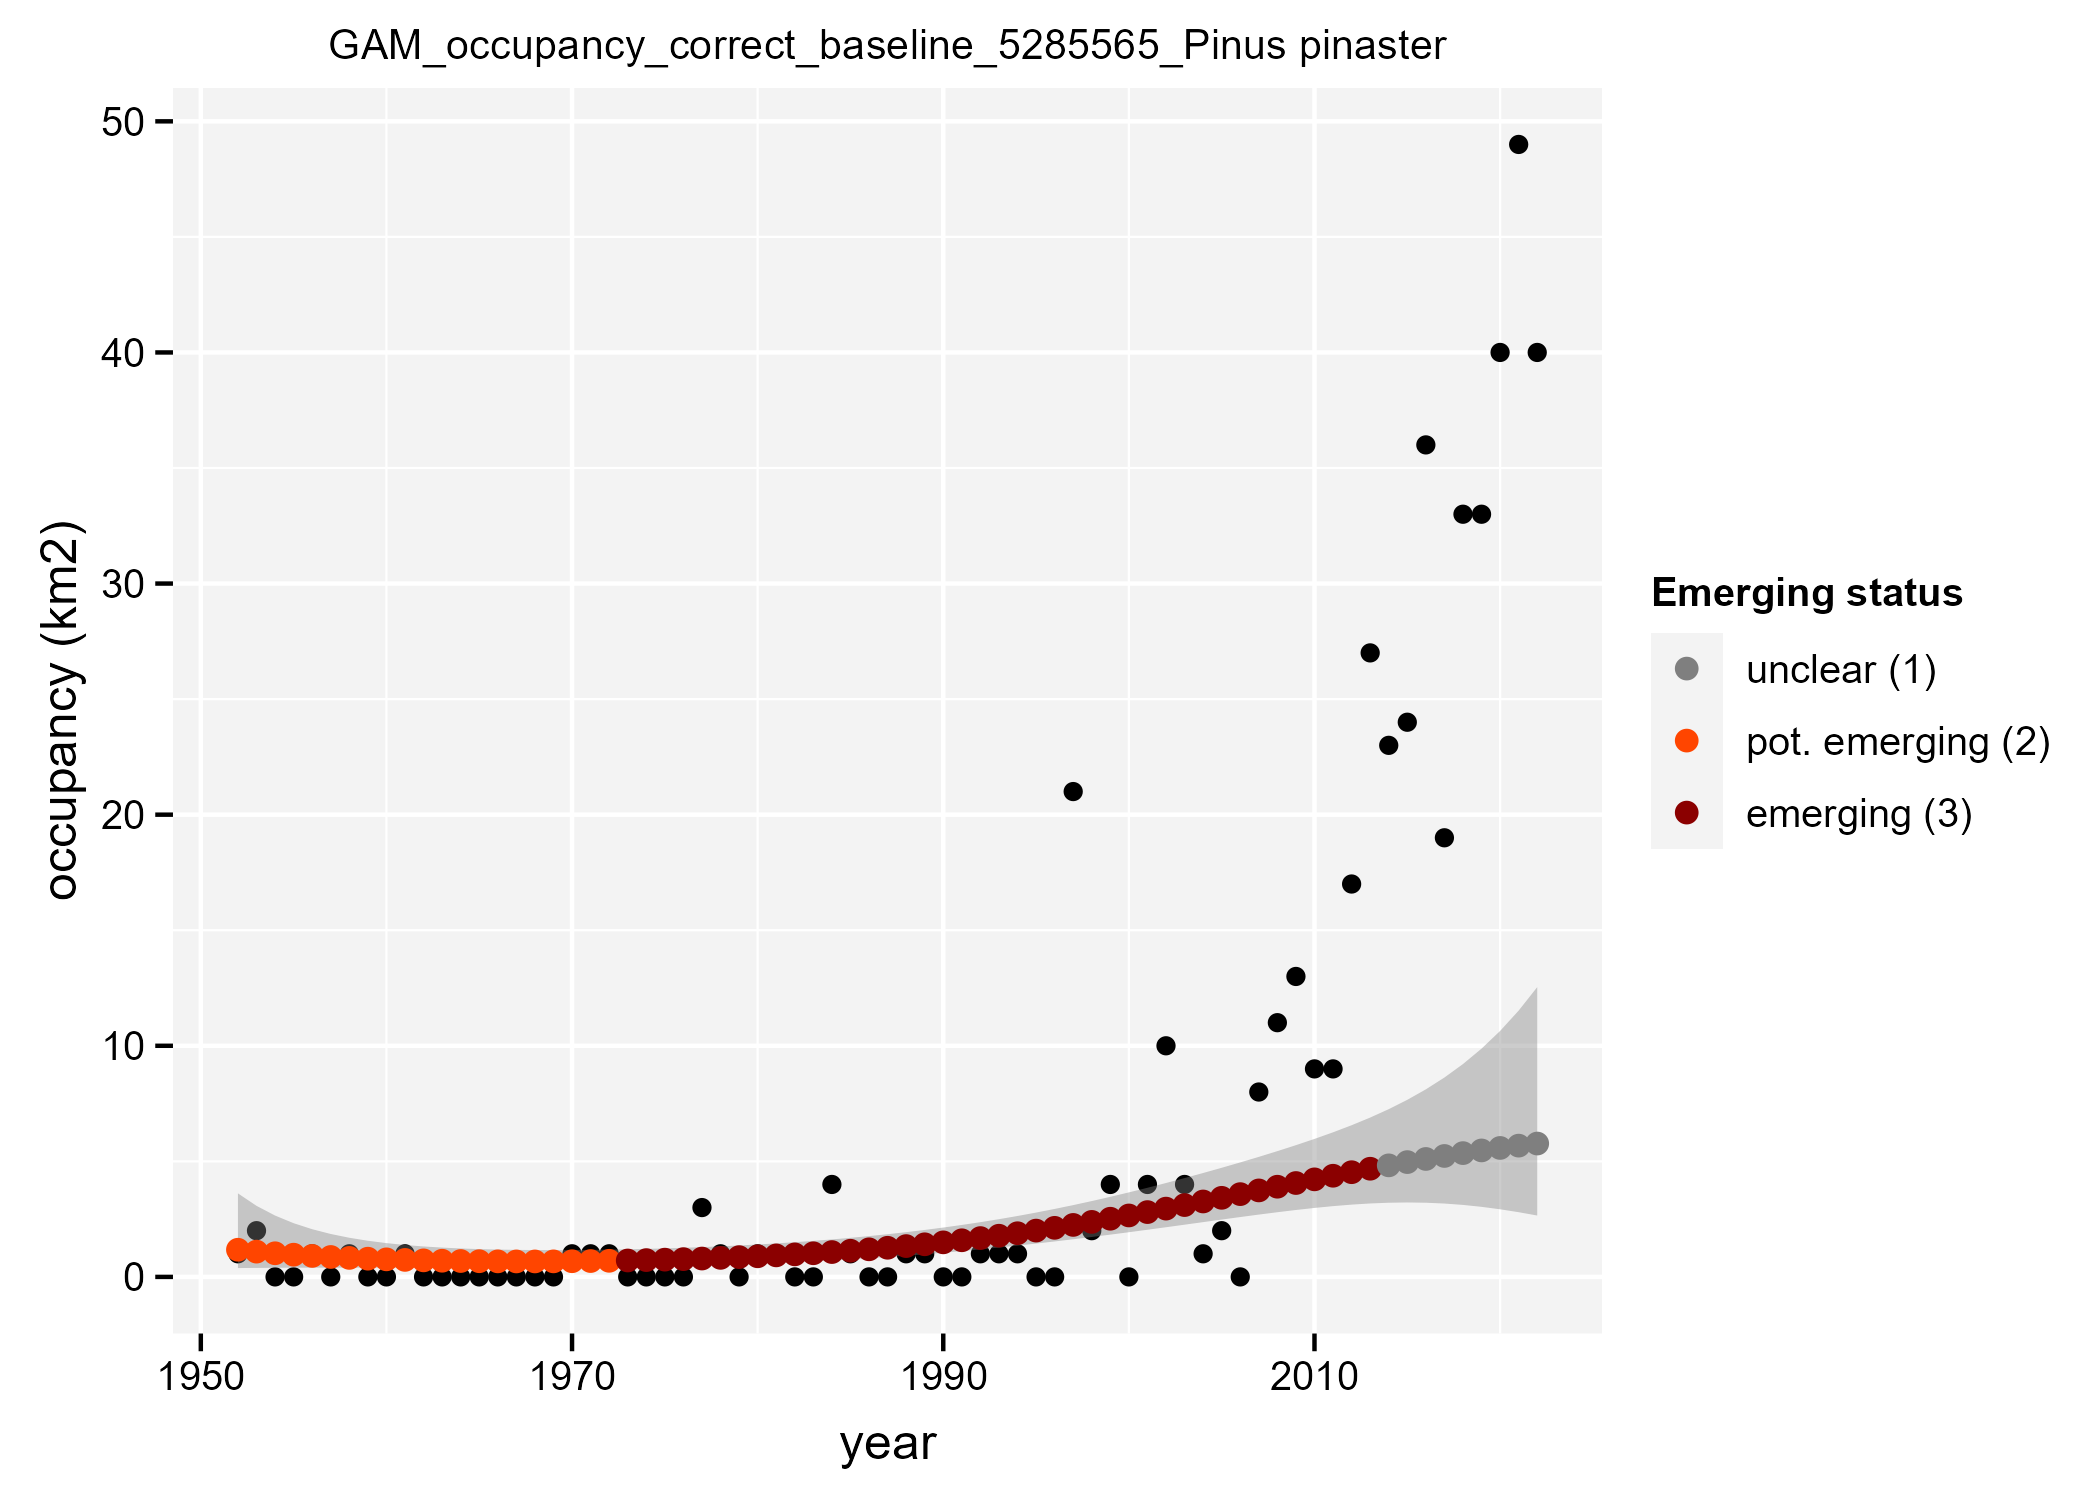 GAM_occupancy_correct_baseline_5285565_Pinus pinaster
50
40
30
20
10
0
occupancy (km2)
1950 1970 1990 2010
year
Emerging status
unclear (1)
pot. emerging (2)
emerging (3)